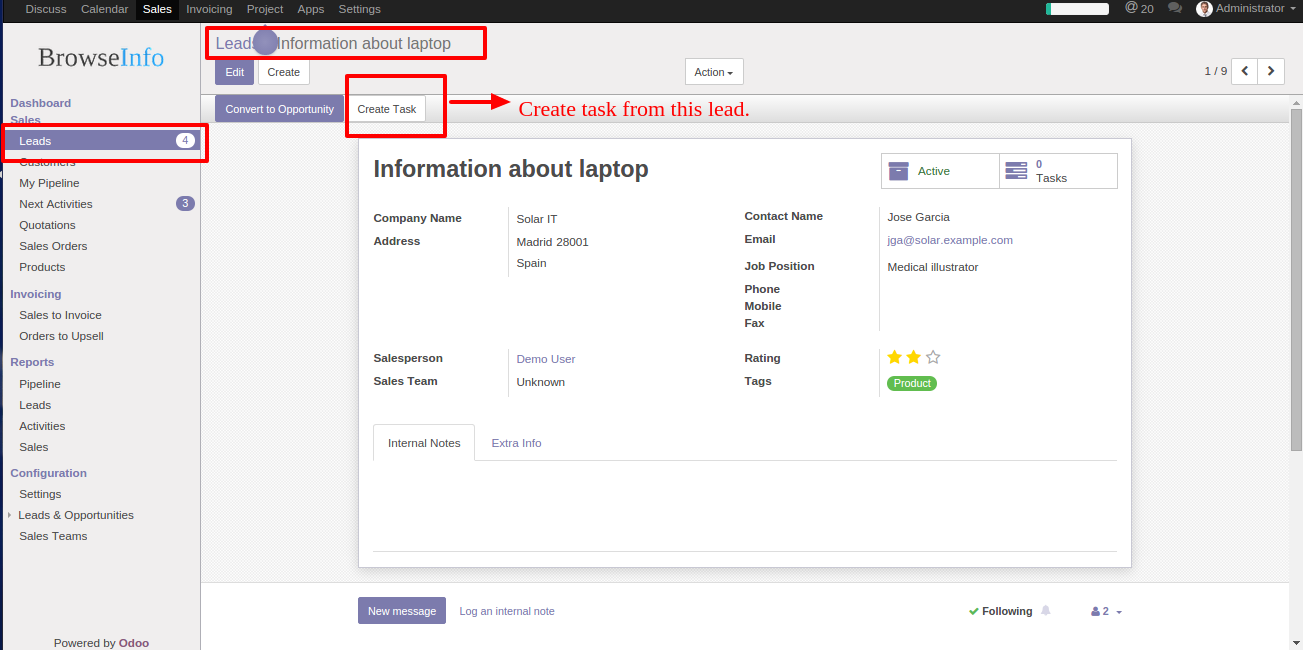 Discuss Calendar Sales Invoicing Project Apps Settings @ 20 Administrator
BrowseInfo
Dashboard
Sales
Leads 4
Customers
My Pipeline
Next Activities 3
Quotations
Sales Orders
Products
Invoicing
Sales to Invoice
Orders to Upsell
Reports
Pipeline
Leads
Activities
Sales
Configuration
Settings
Leads & Opportunities
Sales Teams
Powered by Odoo
Leads Information about laptop
Edit Create Action 1 / 9
Convert to Opportunity Create Task Create task from this lead.
Information about laptop
Active 0 Tasks
Company Name Solar IT
Address Madrid 28001
Spain
Contact Name Jose Garcia
Email jga@solar.example.com
Job Position Medical illustrator
Phone
Mobile
Fax
Salesperson Demo User
Sales Team Unknown
Rating
Tags Product
Internal Notes Extra Info
New message Log an internal note Following 2